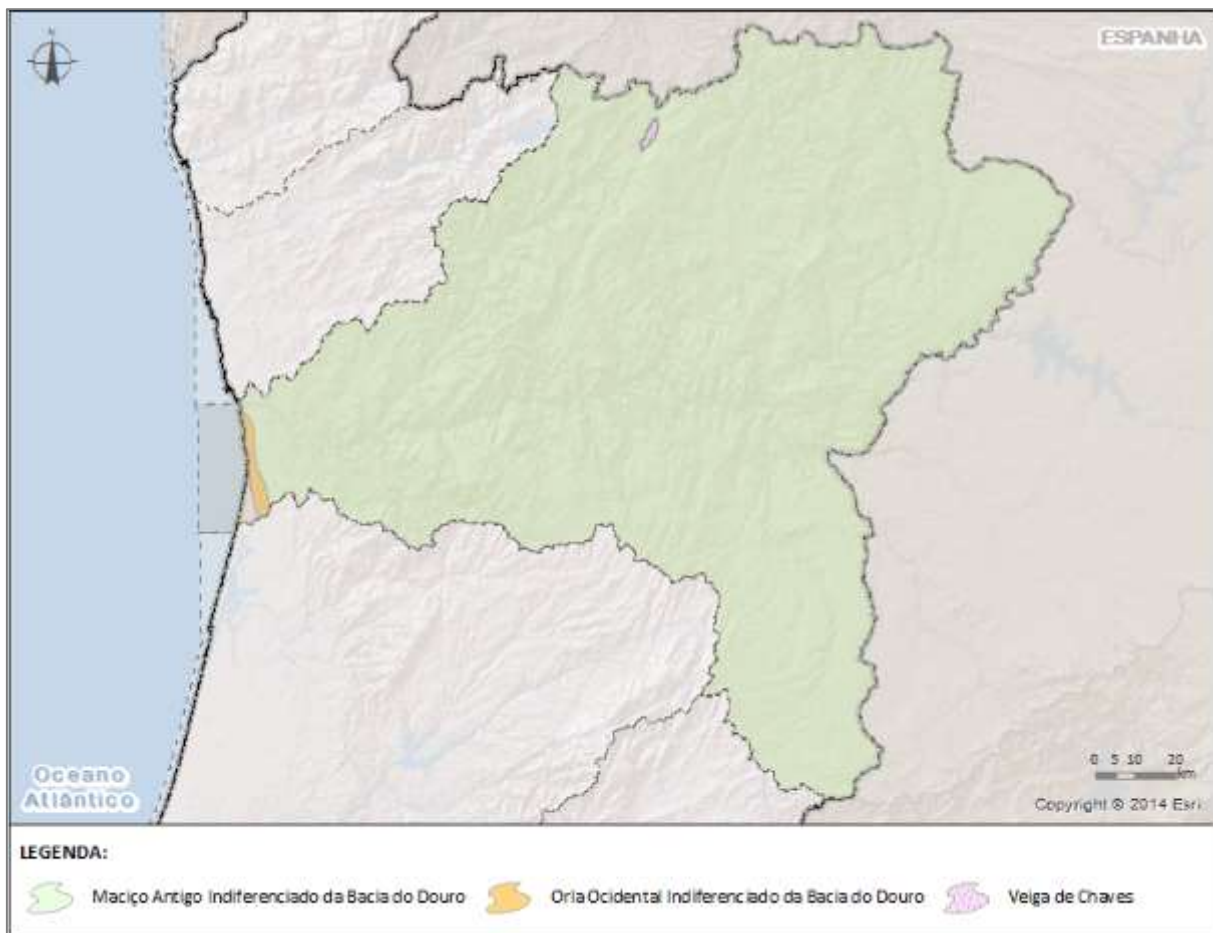 N
ESPANHA
Oceano
Atlântico
0 5 10 20
km
Copyright © 2014 Esri
LEGENDA:
Maciço Antigo Indiferenciado da Bacia do Douro Orla Ocidental Indiferenciado da Bacia do Douro Veiga de Chaves